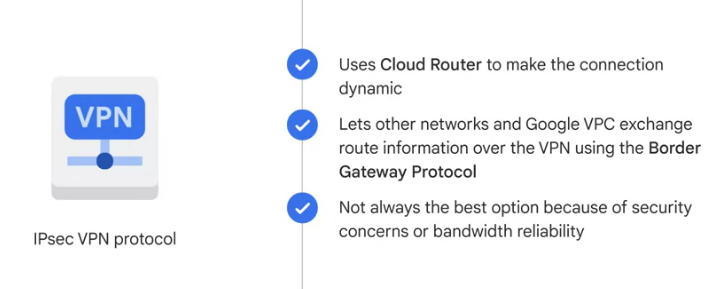 VPN
IPsec VPN protocol
Uses Cloud Router to make the connection
dynamic
Lets other networks and Google VPC exchange
route information over the VPN using the Border
Gateway Protocol
Not always the best option because of security
concerns or bandwidth reliability